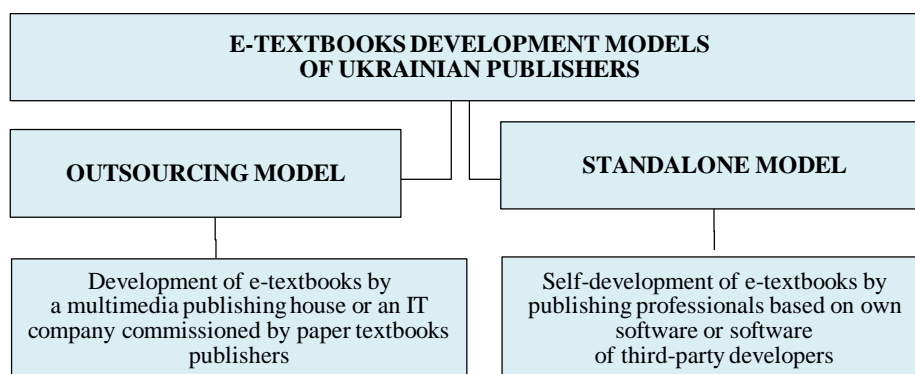 E-TEXTBOOKS DEVELOPMENT MODELS
OF UKRAINIAN PUBLISHERS
OUTSOURCING MODEL
STANDALONE MODEL
Development of e-textbooks by
a multimedia publishing house or an IT
company commissioned by paper textbooks
publishers
Self-development of e-textbooks by
publishing professionals based on own
software or software
of third-party developers